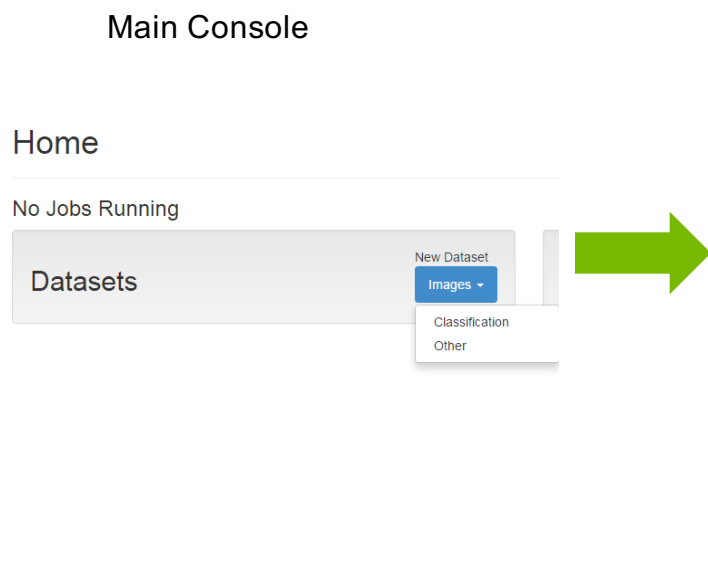 Main Console
Home
No Jobs Running
Datasets
New Dataset
Images
Classification
Other